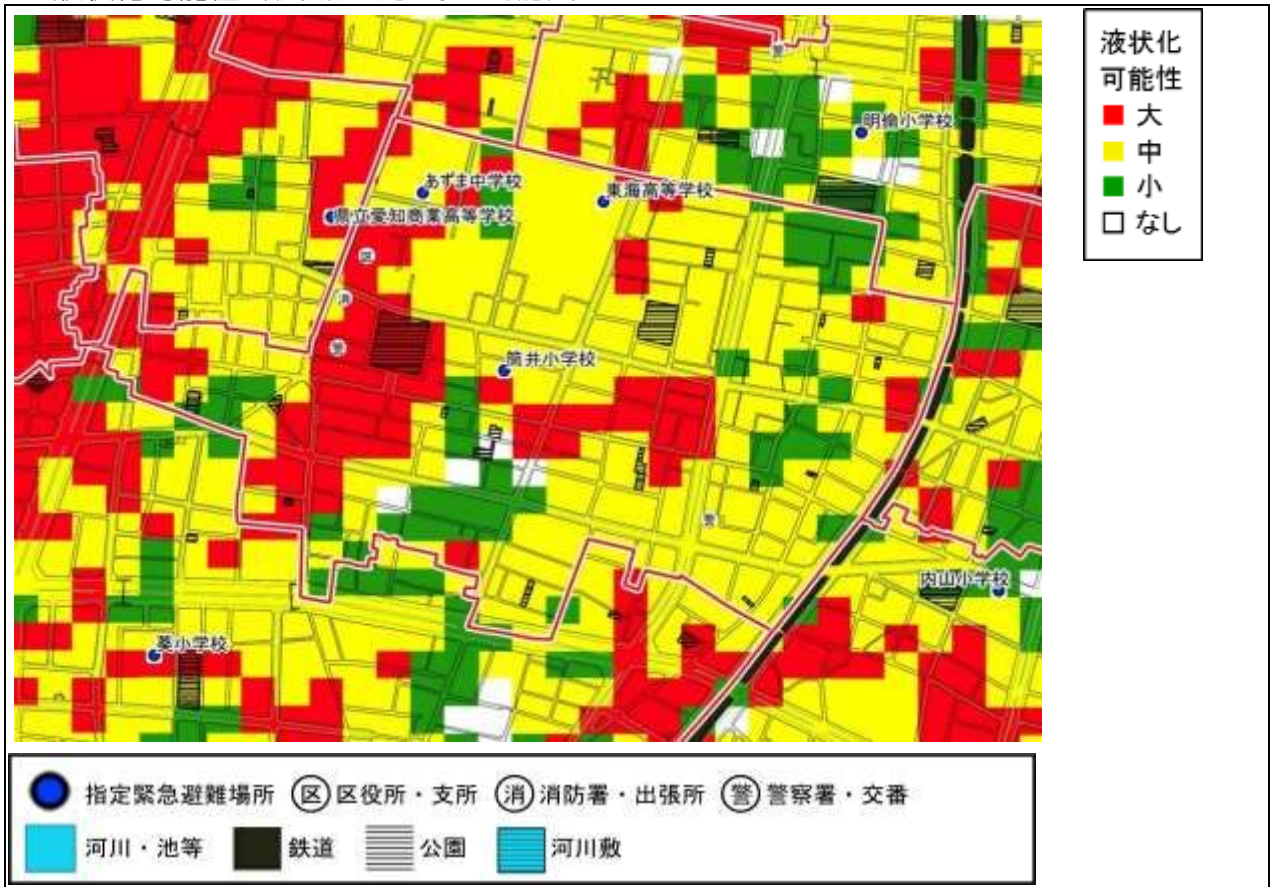 液状化
可能性
大
中
小
なし
警
明倫小学校
あずま中学校
東海高等学校
県立愛知商業高等学校
区
消
警
筒井小学校
警
内山小学校
葵小学校
指定緊急避難場所 区 区役所・支所 消 消防署・出張所 警 警察署・交番
河川・池等 鉄道 公園 河川敷